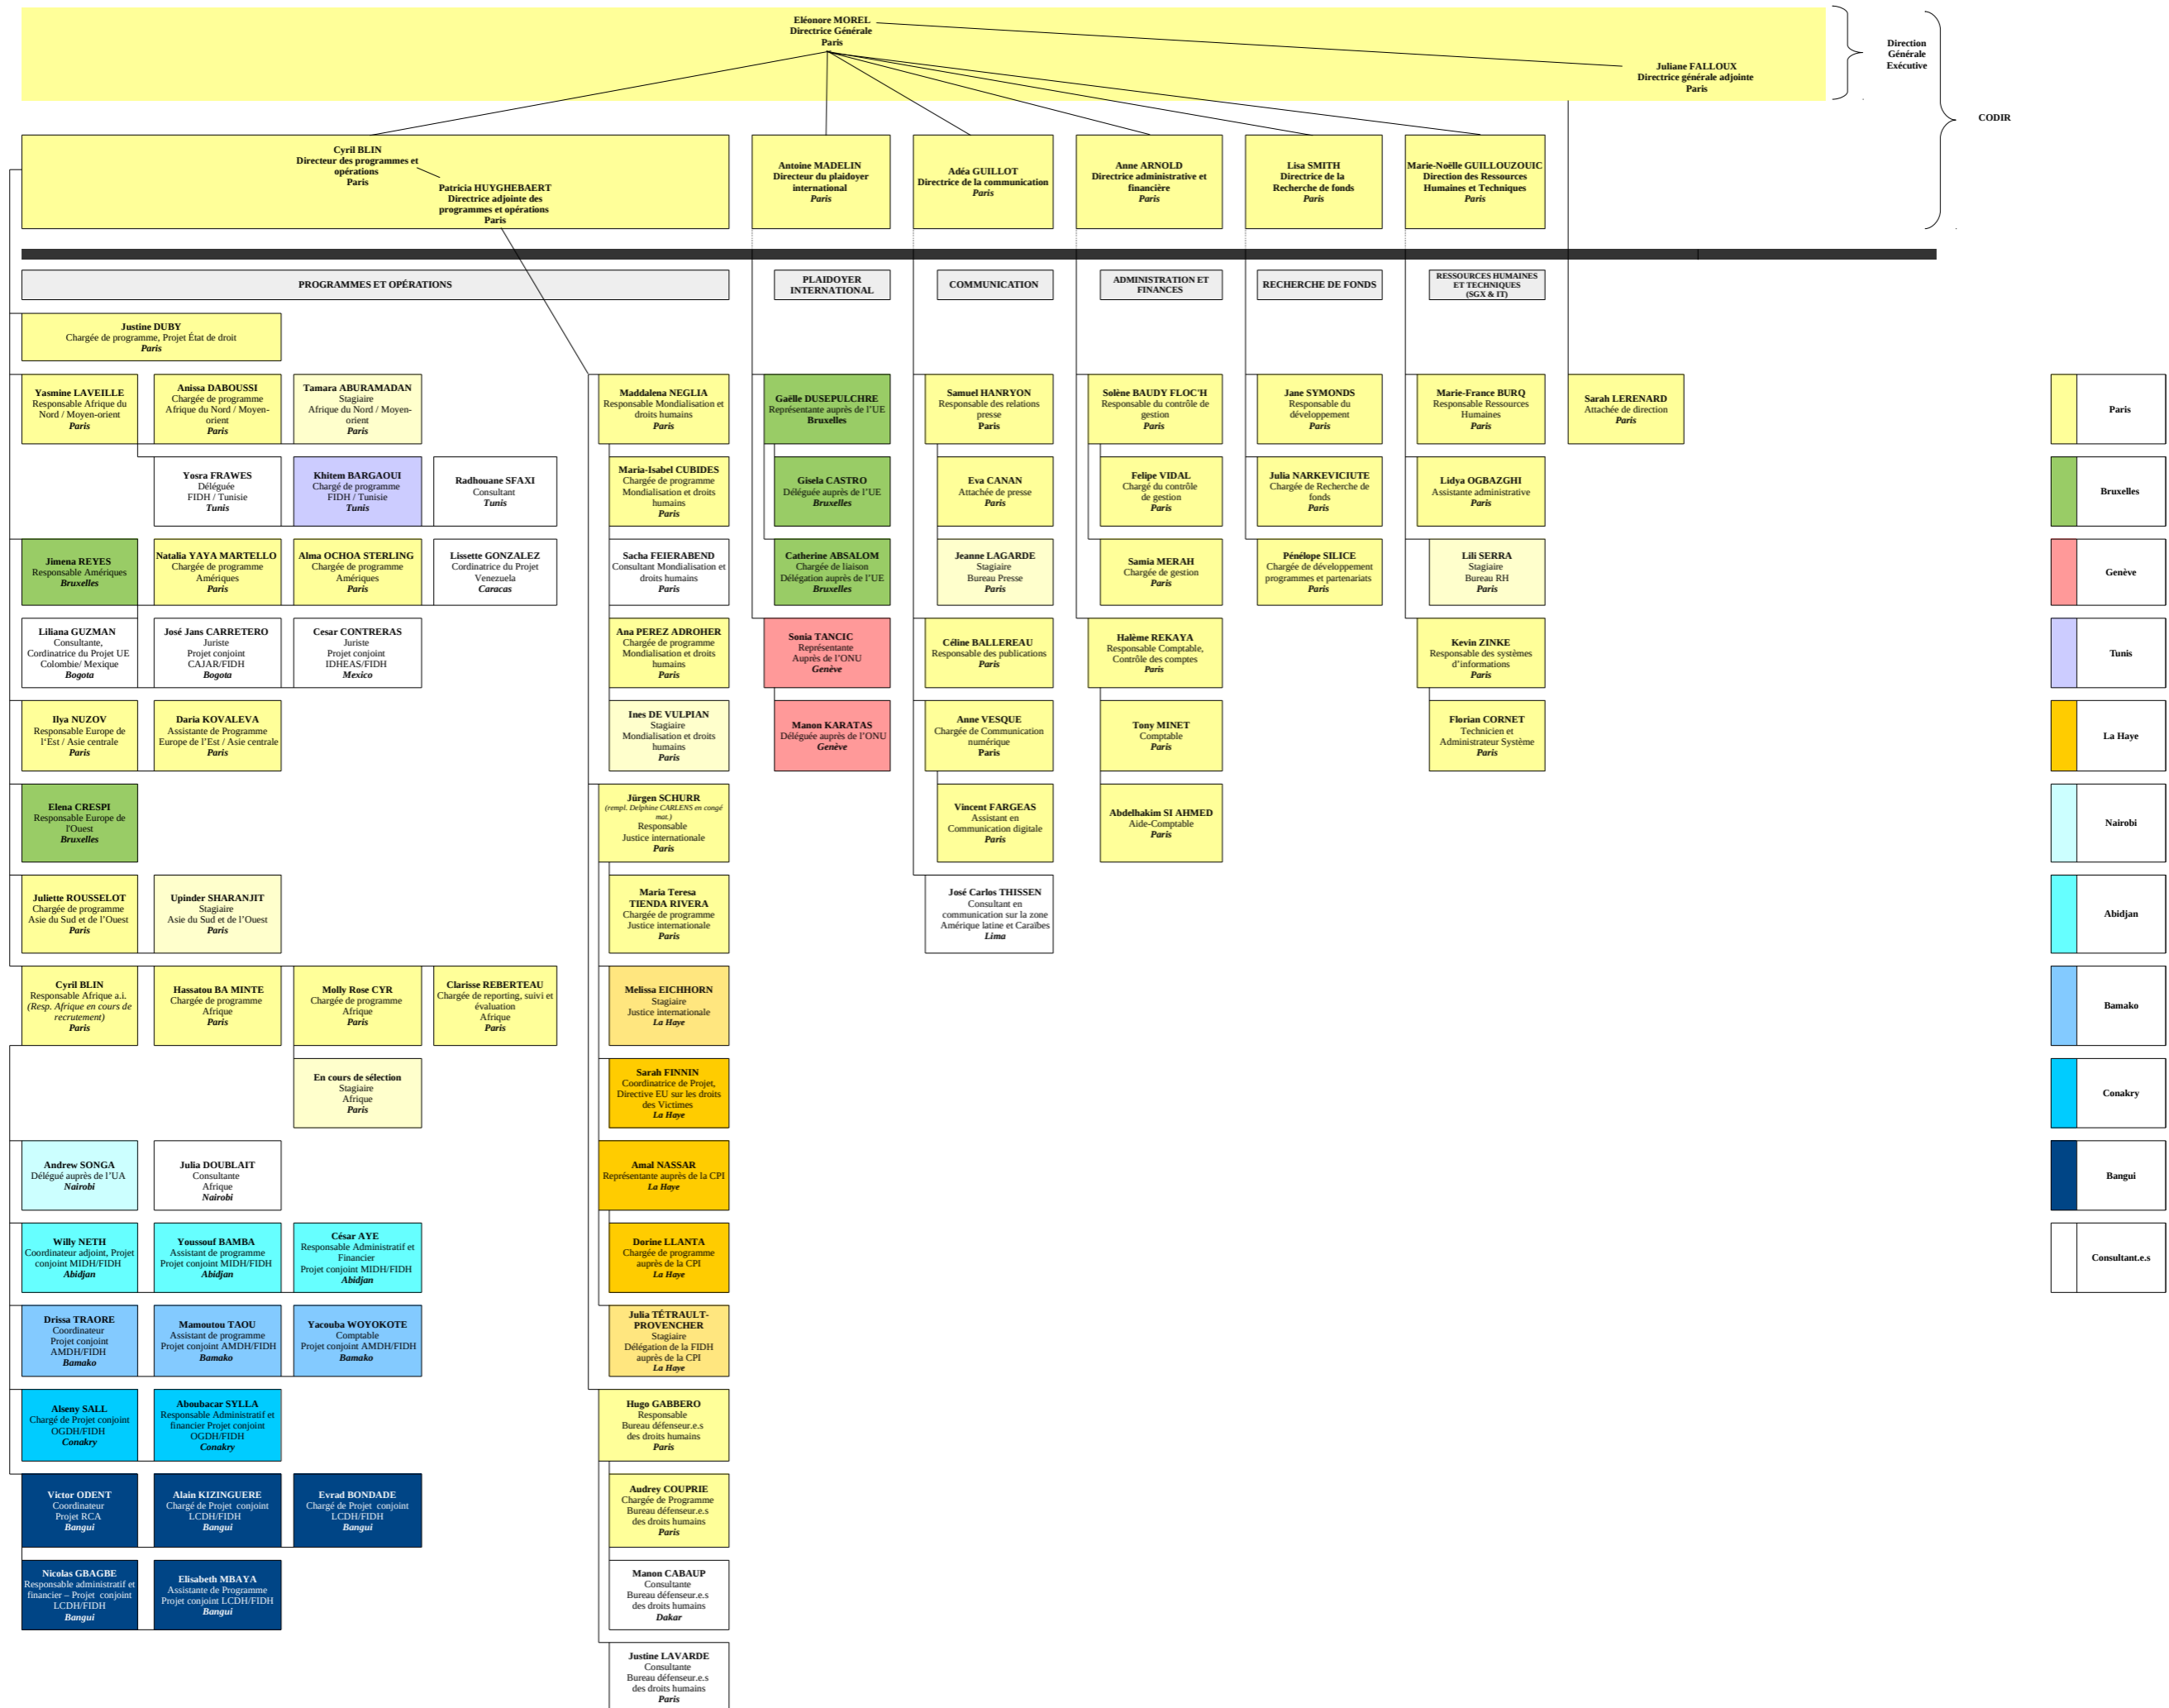 Eléonore MOREL
Directrice Générale
Paris
Juliane FALLOUX
Directrice générale adjointe
Paris
Direction
Générale
Exécutive
CODIR
Cyril BLIN
Directeur des programmes et
opérations
Paris
Patricia HUYGHEBAERT
Directrice adjointe des
programmes et opérations
Paris
Antoine MADELIN
Directeur du plaidoyer
international
Paris
Adéa GUILLOT
Directrice de la communication
Paris
Anne ARNOLD
Directrice administrative et
financière
Paris
Lisa SMITH
Directrice de la
Recherche de fonds
Paris
Marie-Noëlle GUILLOUZOUIC
Direction des Ressources
Humaines et Techniques
Paris
PROGRAMMES ET OPÉRATIONS
PLAIDOYER
INTERNATIONAL
COMMUNICATION
ADMINISTRATION ET
FINANCES
RECHERCHE DE FONDS
RESSOURCES HUMAINES
ET TECHNIQUES
(SGX & IT)
Justine DUBY
Chargée de programme, Projet État de droit
Paris
Yasmine LAVEILLE
Responsable Afrique du
Nord / Moyen-orient
Paris
Anissa DABOUSSI
Chargée de programme
Afrique du Nord / Moyen-
orient
Paris
Tamara ABURAMADAN
Stagiaire
Afrique du Nord / Moyen-
orient
Paris
Maddalena NEGLIA
Responsable Mondialisation et
droits humains
Paris
Gaëlle DUSEPULCHRE
Représentante auprès de l'UE
Bruxelles
Samuel HANRYON
Responsable des relations
presse
Paris
Solène BAUDY FLOC'H
Responsable du contrôle de
gestion
Paris
Jane SYMONDS
Responsable du
développement
Paris
Marie-France BURQ
Responsable Ressources
Humaines
Paris
Sarah LERENARD
Attachée de direction
Paris
Paris
Yosra FRAWES
Déléguée
FIDH / Tunisie
Tunis
Khitem BARGAOUI
Chargé de programme
FIDH / Tunisie
Tunis
Radhouane SFAXI
Consultant
Tunis
Maria-Isabel CUBIDES
Chargée de programme
Mondialisation et droits
humains
Paris
Gisela CASTRO
Déléguée auprès de l'UE
Bruxelles
Eva CANAN
Attachée de presse
Paris
Felipe VIDAL
Chargé du contrôle
de gestion
Paris
Julia NARKEVICIUTE
Chargée de Recherche de
fonds
Paris
Lidya OGBAZGHI
Assistante administrative
Paris
Bruxelles
Jimena REYES
Responsable Amériques
Bruxelles
Natalia YAYA MARTELLO
Chargée de programme
Amériques
Paris
Alma OCHOA STERLING
Chargée de programme
Amériques
Paris
Lissette GONZALEZ
Cordinatrice du Projet
Venezuela
Caracas
Sacha FEIERABEND
Consultant Mondialisation et
droits humains
Paris
Catherine ABSALOM
Chargée de liaison
Délégation auprès de l'UE
Bruxelles
Jeanne LAGARDE
Stagiaire
Bureau Presse
Paris
Samia MERAH
Chargée de gestion
Paris
Pénélope SILICE
Chargée de développement
programmes et partenariats
Paris
Lili SERRA
Stagiaire
Bureau RH
Paris
Genève
Liliana GUZMAN
Consultante,
Cordinatrice du Projet UE
Colombie/ Mexique
Bogota
José Jans CARRETERO
Juriste
Projet conjoint
CAJAR/FIDH
Bogota
Cesar CONTRERAS
Juriste
Projet conjoint
IDHEAS/FIDH
Mexico
Ana PEREZ ADROHER
Chargée de programme
Mondialisation et droits
humains
Paris
Sonia TANCIC
Représentante
Auprès de l'ONU
Genève
Céline BALLEREAU
Responsable des publications
Paris
Halème REKAYA
Responsable Comptable,
Contrôle des comptes
Paris
Kevin ZINKE
Responsable des systèmes
d'informations
Paris
Tunis
Ilya NUZOV
Responsable Europe de
l'Est / Asie centrale
Paris
Daria KOVALEVA
Assistante de Programme
Europe de l'Est / Asie centrale
Paris
Ines DE VULPIAN
Stagiaire
Mondialisation et droits
humains
Paris
Manon KARATAS
Déléguée auprès de l'ONU
Genève
Anne VESQUE
Chargée de Communication
numérique
Paris
Tony MINET
Comptable
Paris
Florian CORNET
Technicien et
Administrateur Système
Paris
La Haye
Elena CRESPI
Responsable Europe de
l'Ouest
Bruxelles
Jürgen SCHURR
(rempl. Delphine CARLENS en congé
mat.)
Responsable
Justice internationale
Paris
Vincent FARGEAS
Assistant en
Communication digitale
Paris
Abdelhakim SI AHMED
Aide-Comptable
Paris
Nairobi
Juliette ROUSSELOT
Chargée de programme
Asie du Sud et de l'Ouest
Paris
Upinder SHARANJIT
Stagiaire
Asie du Sud et de l'Ouest
Paris
Maria Teresa
TIENDA RIVERA
Chargée de programme
Justice internationale
Paris
José Carlos THISSEN
Consultant en
communication sur la zone
Amérique latine et Caraïbes
Lima
Abidjan
Cyril BLIN
Responsable Afrique a.i.
(Resp. Afrique en cours de
recrutement)
Paris
Hassatou BA MINTE
Chargée de programme
Afrique
Paris
Molly Rose CYR
Chargée de programme
Afrique
Paris
Clarisse REBERTEAU
Chargée de reporting, suivi et
évaluation
Afrique
Paris
Melissa EICHHORN
Stagiaire
Justice internationale
La Haye
Bamako
En cours de sélection
Stagiaire
Afrique
Paris
Sarah FINNIN
Coordinatrice de Projet,
Directive EU sur les droits
des Victimes
La Haye
Conakry
Andrew SONGA
Délégué auprès de l'UA
Nairobi
Julia DOUBLAIT
Consultante
Afrique
Nairobi
Amal NASSAR
Représentante auprès de la CPI
La Haye
Bangui
Willy NETH
Coordinateur adjoint, Projet
conjoint MIDH/FIDH
Abidjan
Youssouf BAMBA
Assistant de programme
Projet conjoint MIDH/FIDH
Abidjan
César AYE
Responsable Administratif et
Financier
Projet conjoint MIDH/FIDH
Abidjan
Dorine LLANTA
Chargée de programme
auprès de la CPI
La Haye
Consultant.e.s
Drissa TRAORE
Coordinateur
Projet conjoint
AMDH/FIDH
Bamako
Mamoutou TAOU
Assistant de programme
Projet conjoint AMDH/FIDH
Bamako
Yacouba WOYOKOTE
Comptable
Projet conjoint AMDH/FIDH
Bamako
Julia TÉTRAULT-
PROVENCHER
Stagiaire
Délégation de la FIDH
auprès de la CPI
La Haye
Alseny SALL
Chargé de Projet conjoint
OGDH/FIDH
Conakry
Aboubacar SYLLA
Responsable Administratif et
financier Projet conjoint
OGDH/FIDH
Conakry
Hugo GABBERO
Responsable
Bureau défenseur.e.s
des droits humains
Paris
Victor ODENT
Coordinateur
Projet RCA
Bangui
Alain KIZINGUERE
Chargé de Projet conjoint
LCDH/FIDH
Bangui
Evrad BONDADE
Chargé de Projet conjoint
LCDH/FIDH
Bangui
Audrey COUPRIE
Chargée de Programme
Bureau défenseur.e.s
des droits humains
Paris
Nicolas GBAGBE
Responsable administratif et
financier – Projet conjoint
LCDH/FIDH
Bangui
Elisabeth MBAYA
Assistante de Programme
Projet conjoint LCDH/FIDH
Bangui
Manon CABAUP
Consultante
Bureau défenseur.e.s
des droits humains
Dakar
Justine LAVARDE
Consultante
Bureau défenseur.e.s
des droits humains
Paris